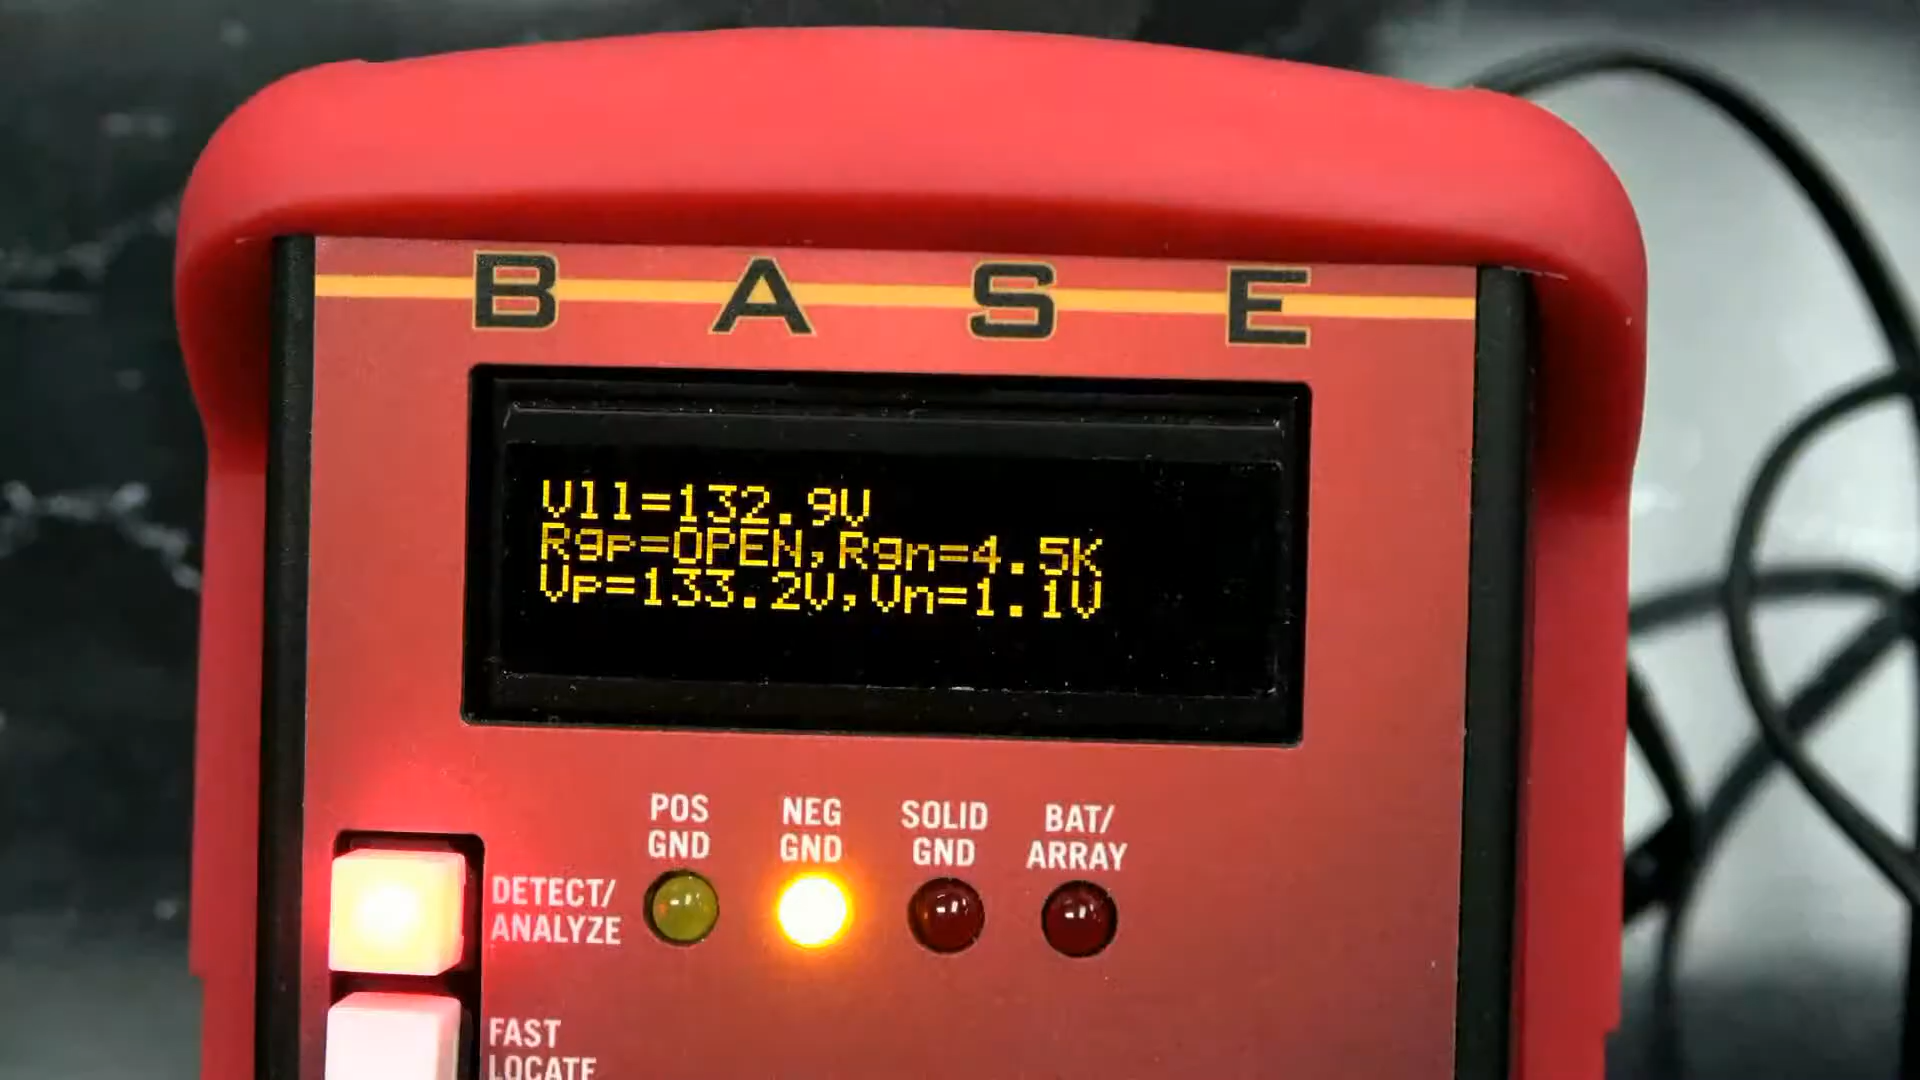 BASE
Vll=132.9V
Rgp=OPEN,Rgn=4.5K
Vp=133.2V,Vn=1.1V
POS
GND
NEG
GND
SOLID
GND
BAT/
ARRAY
DETECT/
ANALYZE
FAST
LOCATE